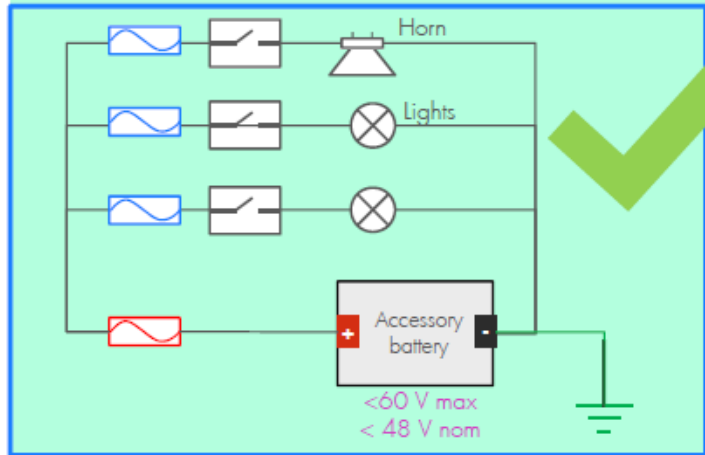 Horn
Lights
+
Accessory
battery
-
<60 V max
< 48 V nom